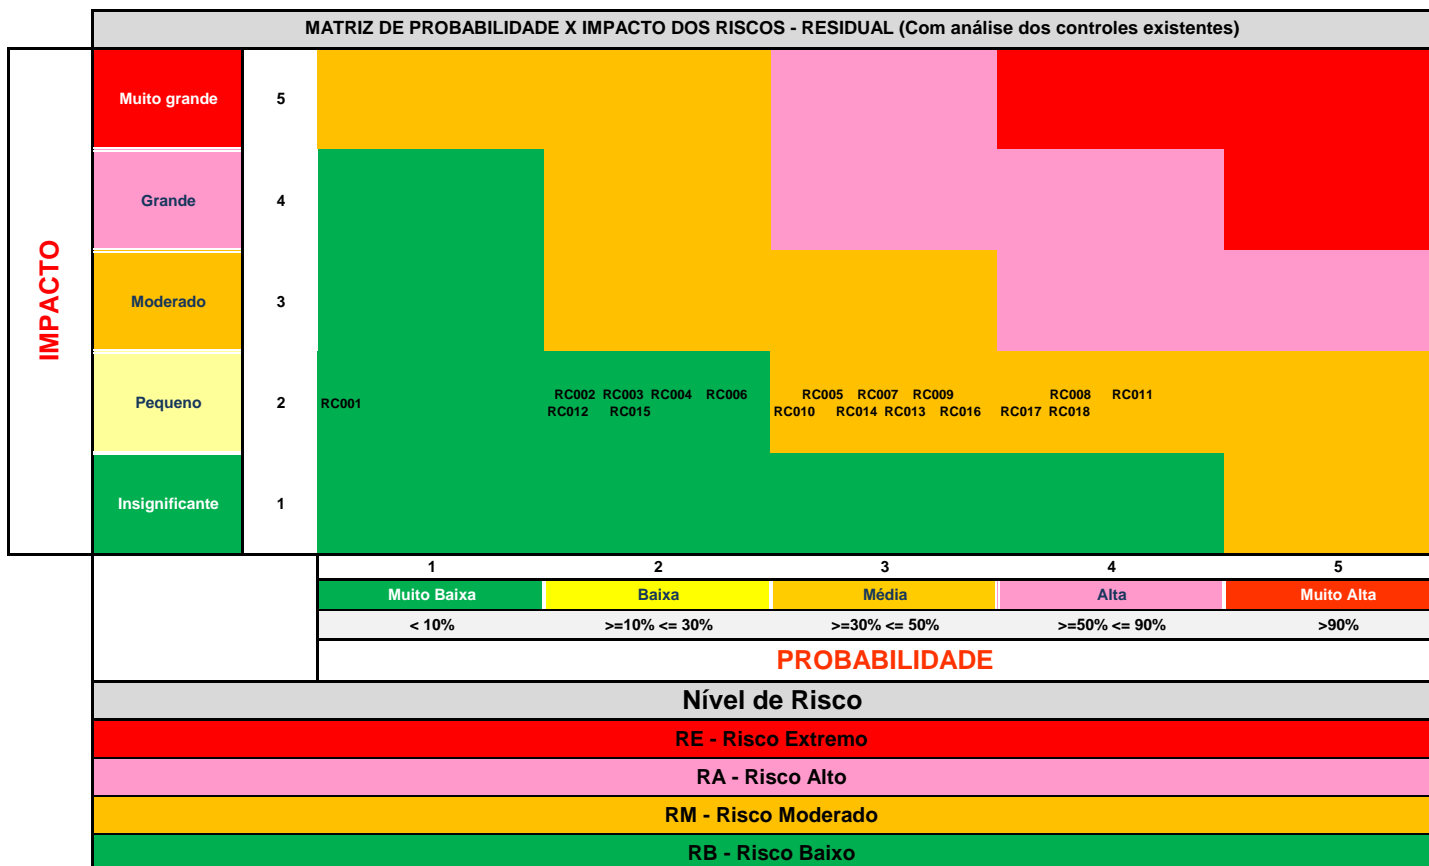 MATRIZ DE PROBABILIDADE X IMPACTO DOS RISCOS - RESIDUAL (Com análise dos controles existentes)
IMPACTO
Muito grande 5
Grande 4
Moderado 3
Pequeno 2
RC001
RC002 RC003 RC004 RC006
RC012 RC015
RC005 RC007 RC009
RC010 RC014 RC013 RC016
RC008 RC011
RC017 RC018
Insignificante 1
1 2 3 4 5
Muito Baixa Baixa Média Alta Muito Alta
< 10% >=10% <= 30% >=30% <= 50% >=50% <= 90% >90%
PROBABILIDADE
Nível de Risco
RE - Risco Extremo
RA - Risco Alto
RM - Risco Moderado
RB - Risco Baixo